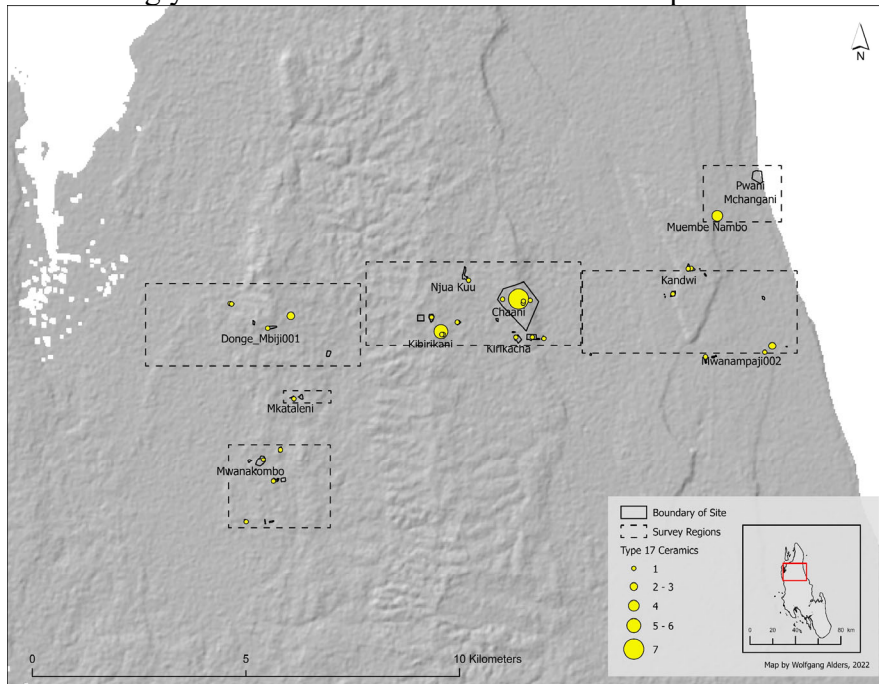 N
Pwani
Mchangani
Muembe Nambo
Njua Kuu
Kandwi
Chaani
Donge_Mbiji001
Kibirikani
Kirikacha
Mwanampaji002
Mkataleni
Mwanakombo
Boundary of Site
Survey Regions
Type 17 Ceramics
1
2 - 3
4
5 - 6
7
0 20 40 80 km
Map by Wolfgang Alders, 2022
0 5 10 Kilometers